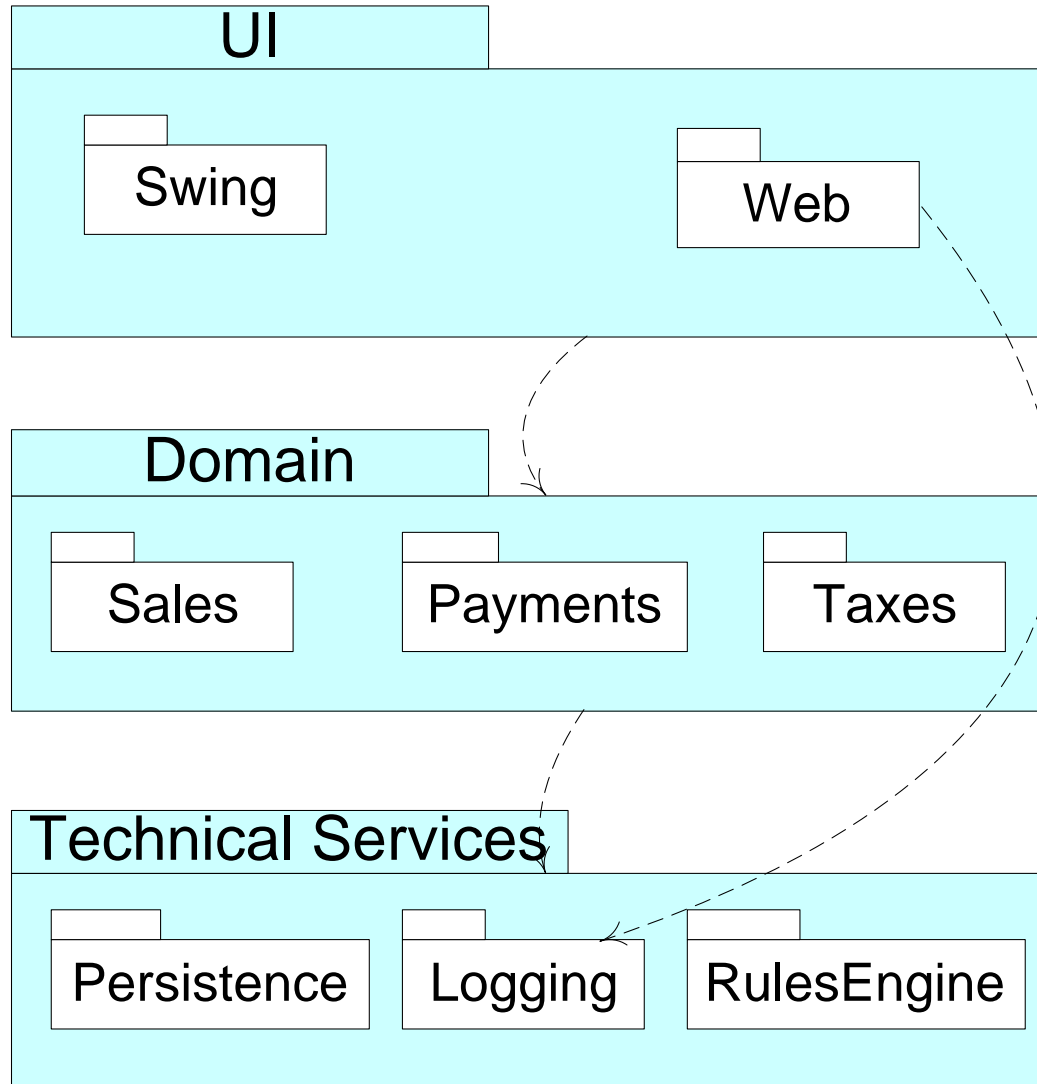 UI
Swing
Web
Domain
Sales
Payments
Taxes
Technical Services
Persistence
Logging
RulesEngine